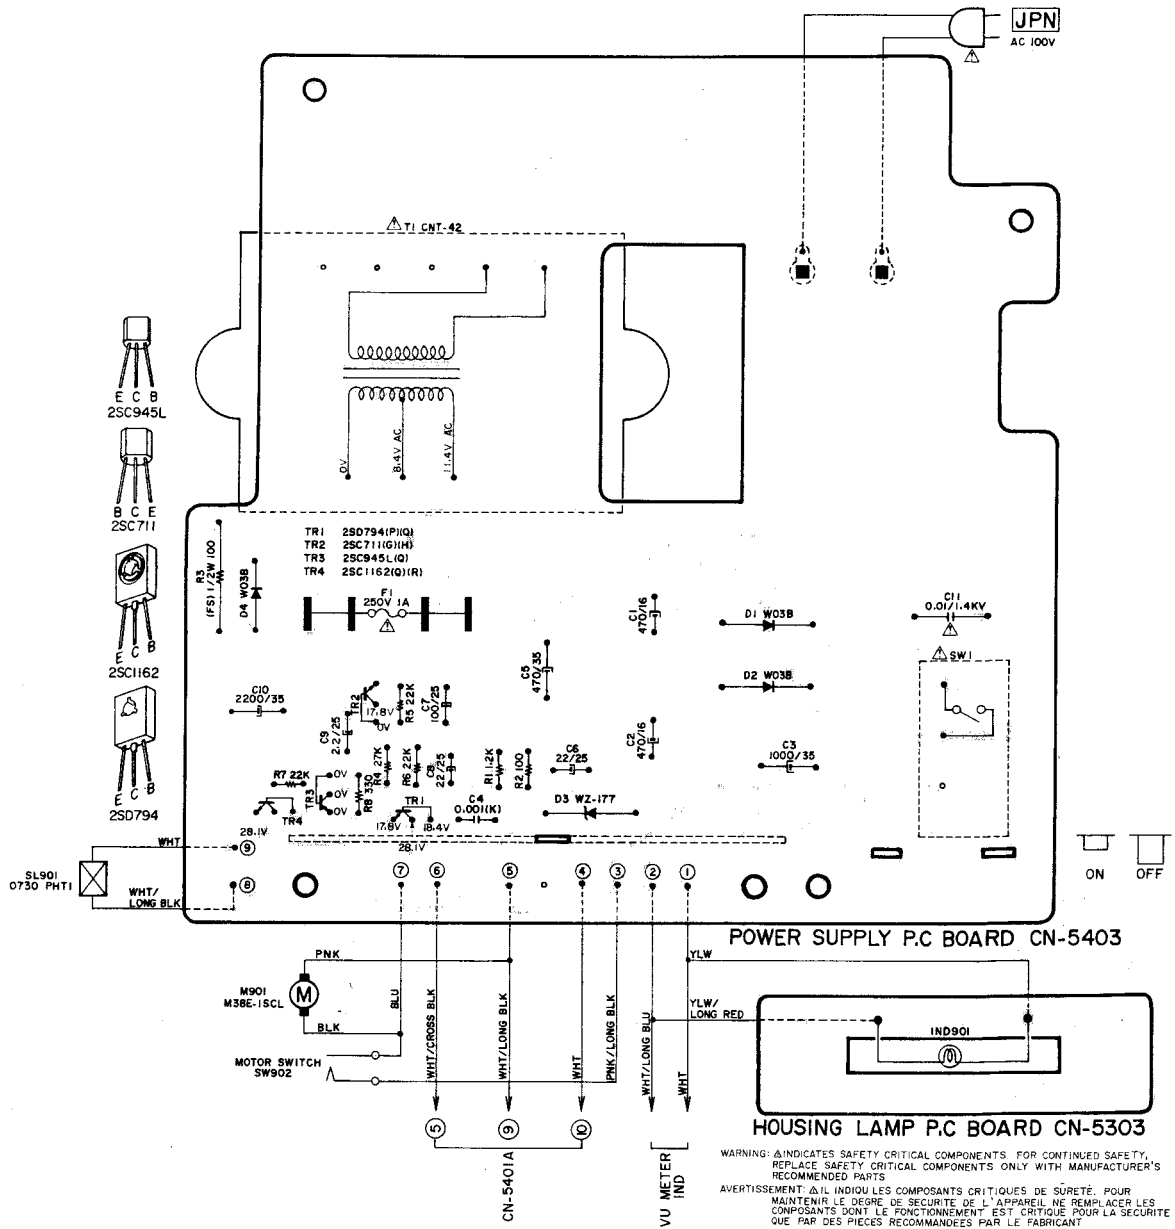 JPN
AC 100V
T1 CNT-42
0V
8.4V AC
11.4V AC
E C B
2SC945L
B C E
2SC711
E C B
2SC1162
E C B
2SD794
TR1 2SD794(P)(Q)
TR2 2SC711(G)(H)
TR3 2SC945L(Q)
TR4 2SC1162(Q)(R)
R3
(FS) 1/2W 100
D4 W03B
F1
250V 1A
C1
470/16
D1 W03B
C11
0.01/1.4KV
SW1
C5
470/35
D2 W03B
C10
2200/35
TR2
17.8V
0V
R5 22K
C7
100/25
C9
2.2/25
C2
470/16
C3
1000/35
R4 27K
R6 22K
C8
22/25
R1 1.2K
R2 100
C6
22/25
R7 22K
TR3
0V
0V
R8 330
TR1
C4
0.001(K)
D3 WZ-177
TR4
17.8V
18.4V
28.1V
28.1V
WHT
9
SL901
0730 PHT1
WHT/
LONG BLK
8
7
6
5
4
3
2
1
ON
OFF
POWER SUPPLY P.C BOARD CN-5403
PNK
YLW
M901
M38E-1SCL
M
BLU
BLK
YLW/
LONG RED
IND901
MOTOR SWITCH
SW902
WHT/CROSS BLK
WHT/LONG BLK
WHT
PNK/LONG BLK
WHT/LONG BLU
WHT
5
9
10
CN-5401A
VU METER
IND
HOUSING LAMP P.C BOARD CN-5303
WARNING: ⚠INDICATES SAFETY CRITICAL COMPONENTS FOR CONTINUED SAFETY,
REPLACE SAFETY CRITICAL COMPONENTS ONLY WITH MANUFACTURER'S
RECOMMENDED PARTS
AVERTISSEMENT: ⚠IL INDIQU LES COMPOSANTS CRITIQUES DE SÛRETÉ. POUR
MAINTENIR LE DEGRE DE SECURITE DE L'APPAREIL NE REMPLACER LES
CONPOSANTS DONT LE FONCTIONNEMENT EST CRITIQUE POUR LA SECURITE
QUE PAR DES PIECES RECOMMANDEES PAR LE FABRICANT